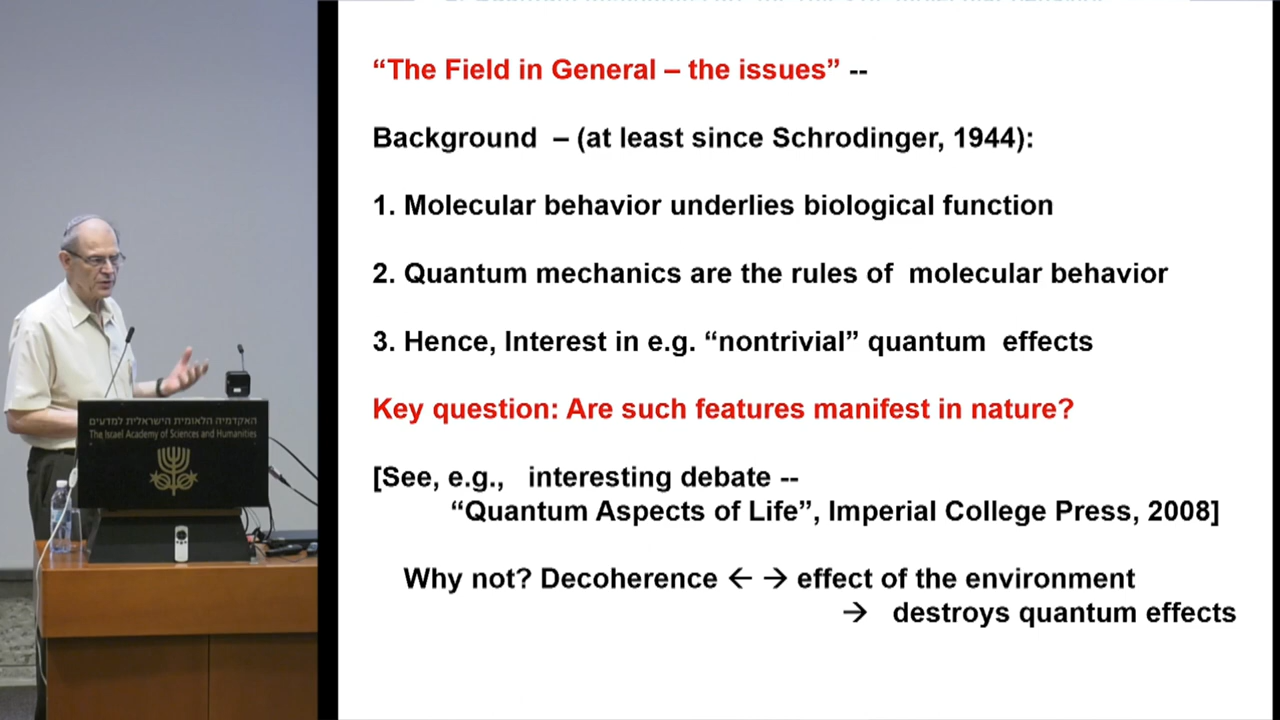 “The Field in General – the issues” --
Background – (at least since Schrodinger, 1944):
1. Molecular behavior underlies biological function
2. Quantum mechanics are the rules of molecular behavior
3. Hence, Interest in e.g. “nontrivial” quantum effects
Key question: Are such features manifest in nature?
[See, e.g., interesting debate --
“Quantum Aspects of Life”, Imperial College Press, 2008]
Why not? Decoherence ← → effect of the environment
→ destroys quantum effects
האקדמיה הלאומית הישראלית למדעים
The Israel Academy of Sciences and Humanities